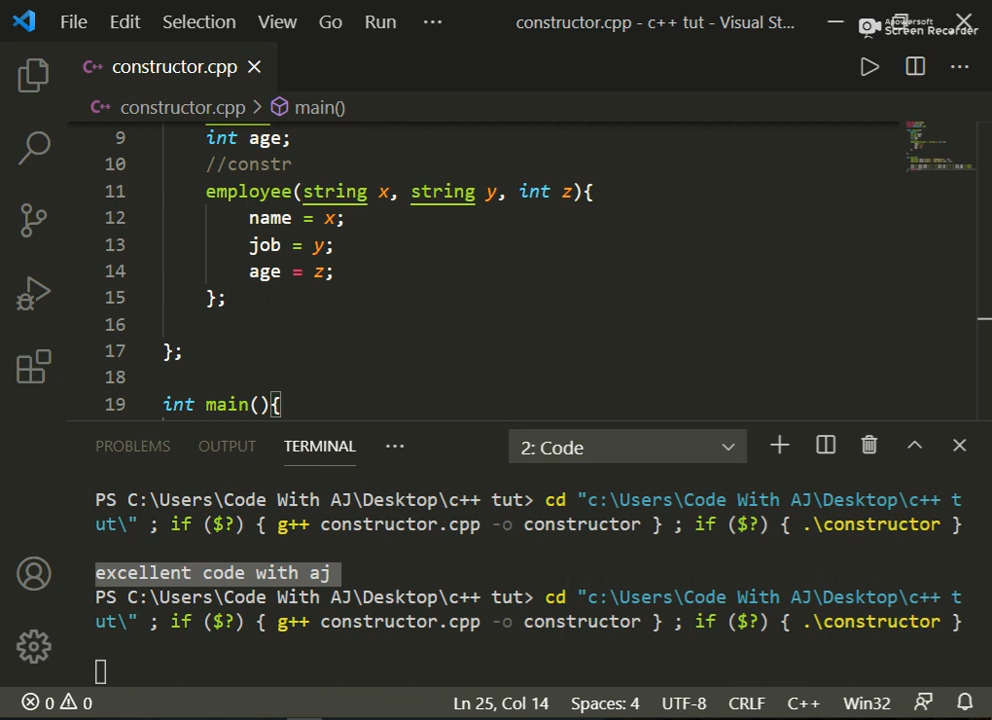 File Edit Selection View Go Run ··· constructor.cpp - c++ tut - Visual St...
Apowersoft
Screen Recorder
constructor.cpp
constructor.cpp > main()
9 int age;
10 //constr
11 employee(string x, string y, int z){
12 name = x;
13 job = y;
14 age = z;
15 };
16
17 };
18
19 int main(){
PROBLEMS OUTPUT TERMINAL ··· 2: Code
PS C:\Users\Code With AJ\Desktop\c++ tut> cd "c:\Users\Code With AJ\Desktop\c++ t
ut\" ; if ($?) { g++ constructor.cpp -o constructor } ; if ($?) { .\constructor }
excellent code with aj
PS C:\Users\Code With AJ\Desktop\c++ tut> cd "c:\Users\Code With AJ\Desktop\c++ t
ut\" ; if ($?) { g++ constructor.cpp -o constructor } ; if ($?) { .\constructor }
0 0 Ln 25, Col 14 Spaces: 4 UTF-8 CRLF C++ Win32